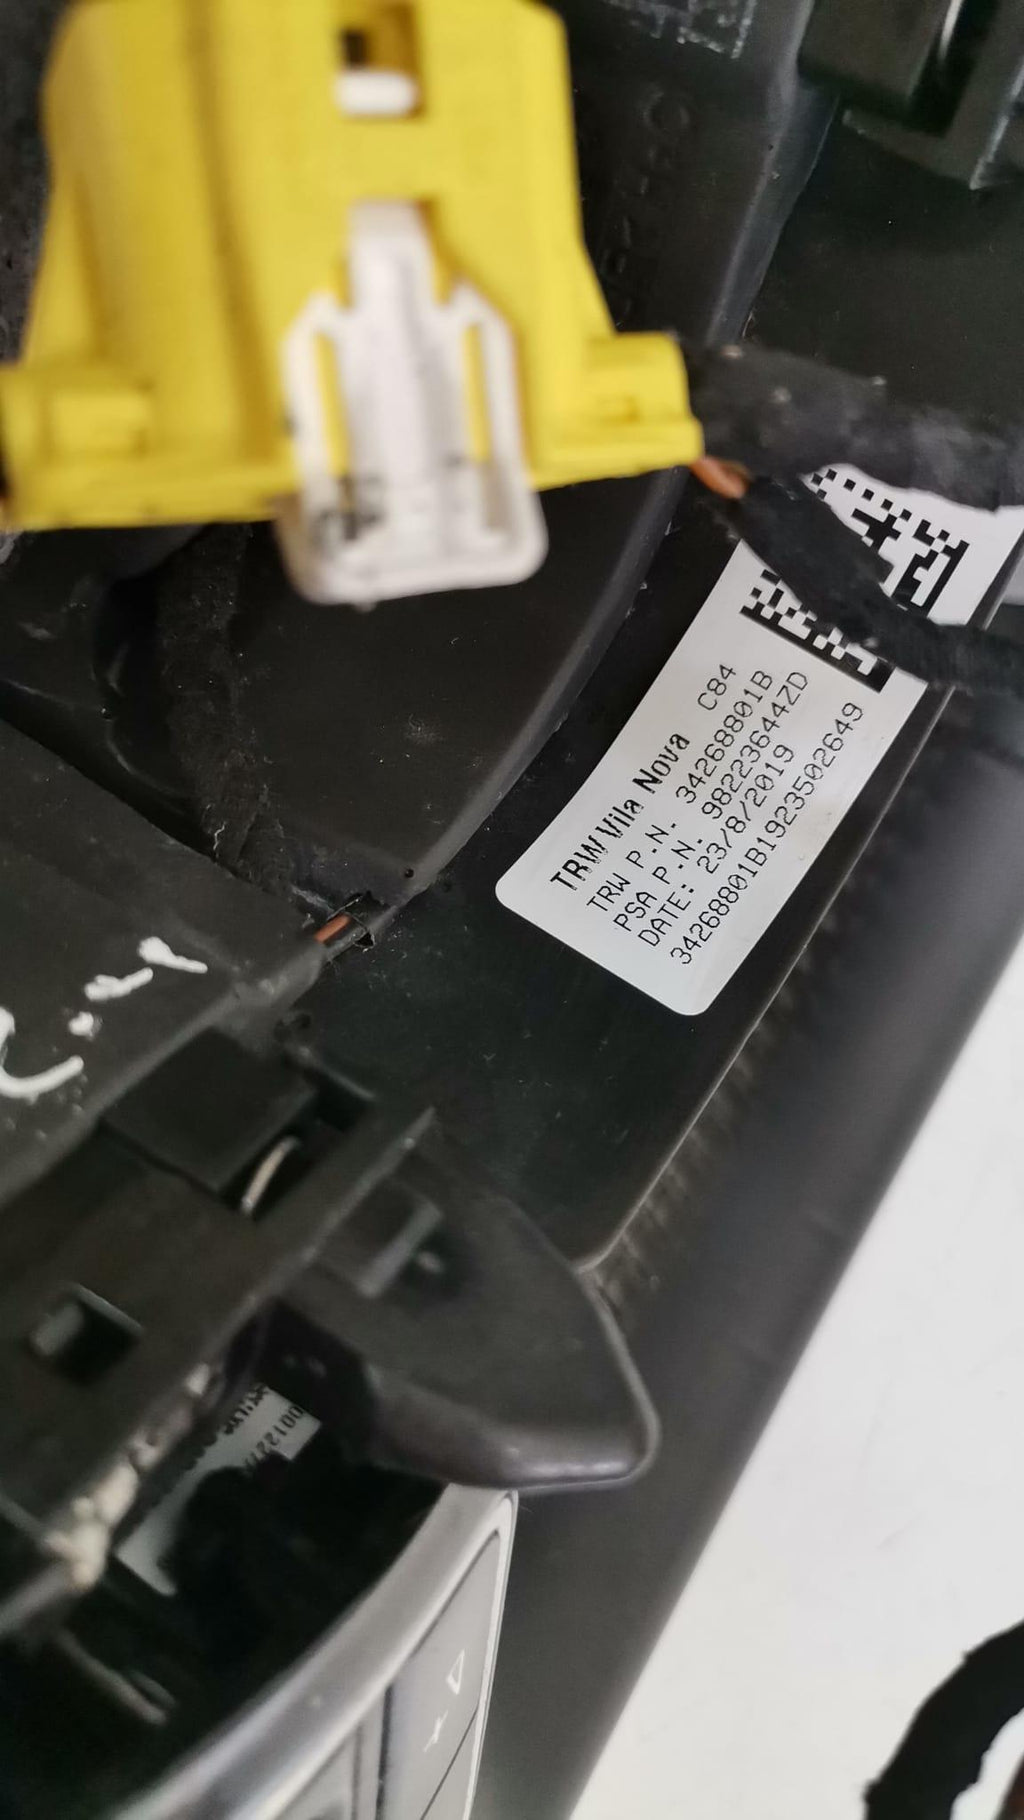 TRW Vila Nova C84
TRW P.N. 34268801B
PSA P.N. 98223644ZD
DATE: 23/8/2019
34268801B1923502649